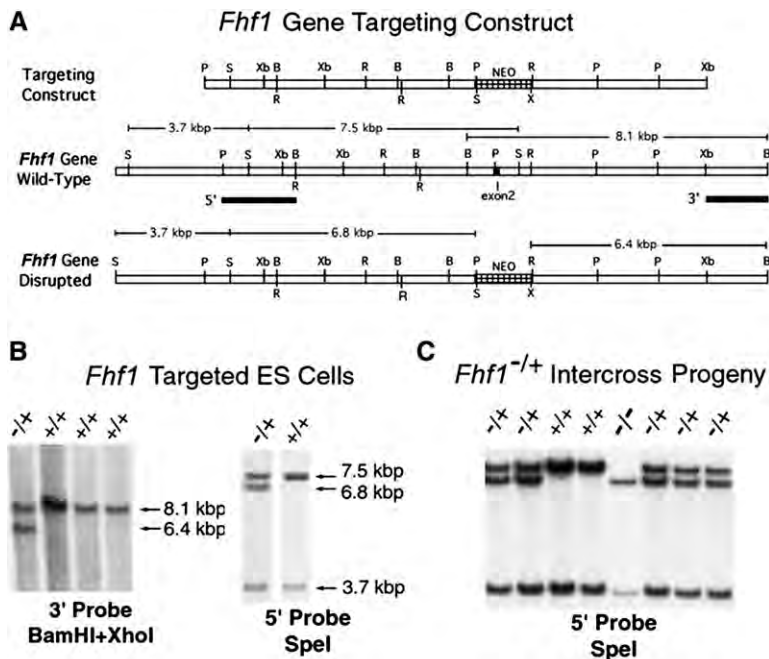 A Fhf1 Gene Targeting Construct
Targeting
Construct
P S Xb B Xb R B B P NEO R P P Xb
R R S X
3.7 kbp 7.5 kbp 8.1 kbp
Fhf1 Gene
Wild-Type
S P S Xb B Xb R B B P S R P P Xb B
R R exon2
5' 3'
3.7 kbp 6.8 kbp 6.4 kbp
Fhf1 Gene
Disrupted
S P S Xb B Xb R B B P NEO R P P Xb B
R R S X
B Fhf1 Targeted ES Cells
-/+ +/+ +/+ +/+
8.1 kbp
6.4 kbp
3' Probe
BamHI+XhoI
-/+ +/+
7.5 kbp
6.8 kbp
3.7 kbp
5' Probe
SpeI
C Fhf1-/+ Intercross Progeny
-/+ -/+ +/+ +/+ -/- -/+ -/+ -/+
5' Probe
SpeI